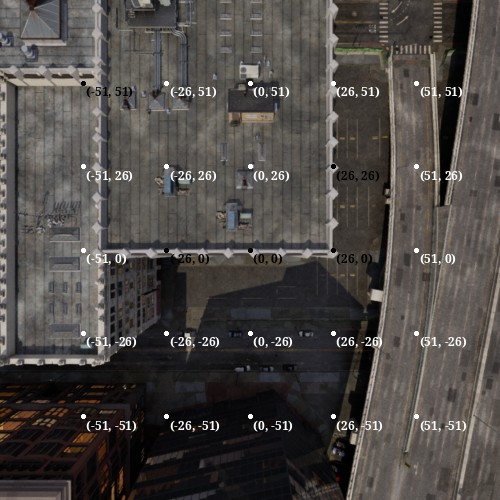 (-51, 51) (-26, 51) (0, 51) (26, 51) (51, 51)
(-51, 26) (-26, 26) (0, 26) (26, 26) (51, 26)
(-51, 0) (-26, 0) (0, 0) (26, 0) (51, 0)
(-51, -26) (-26, -26) (0, -26) (26, -26) (51, -26)
(-51, -51) (-26, -51) (0, -51) (26, -51) (51, -51)